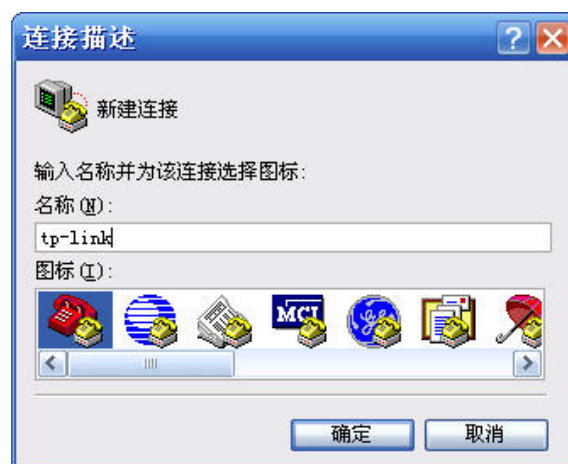 连接描述
新建连接
输入名称并为该连接选择图标:
名称(N):
tp-link
图标(I):
MCI
确定 取消